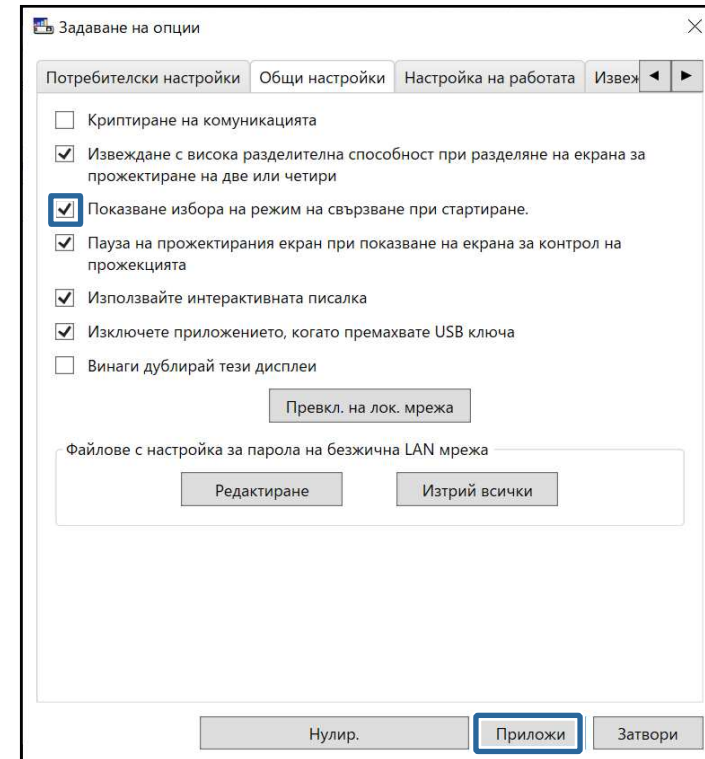 Задаване на опции
Потребителски настройки Общи настройки Настройка на работата Извеж
Криптиране на комуникацията
Извеждане с висока разделителна способност при разделяне на екрана за
прожектиране на две или четири
Показване избора на режим на свързване при стартиране.
Пауза на прожектирания екран при показване на екрана за контрол на
прожекцията
Използвайте интерактивната писалка
Изключете приложението, когато премахвате USB ключа
Винаги дублирай тези дисплеи
Превкл. на лок. мрежа
Файлове с настройка за парола на безжична LAN мрежа
Редактиране Изтрий всички
Нулир. Приложи Затвори